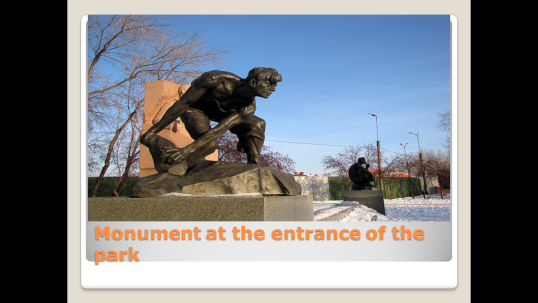 Monument at the entrance of the
park